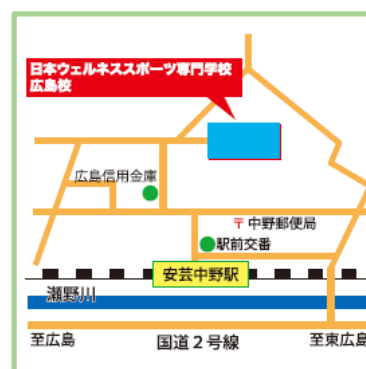 日本ウェルネススポーツ専門学校
広島校
広島信用金庫
〒中野郵便局
駅前交番
安芸中野駅
瀬野川
至広島
国道2号線
至東広島